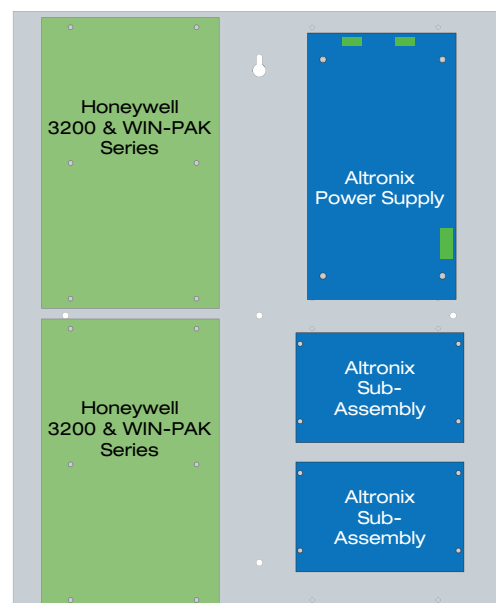 Honeywell
3200 & WIN-PAK
Series
Altronix
Power Supply
Honeywell
3200 & WIN-PAK
Series
Altronix
Sub-
Assembly
Altronix
Sub-
Assembly